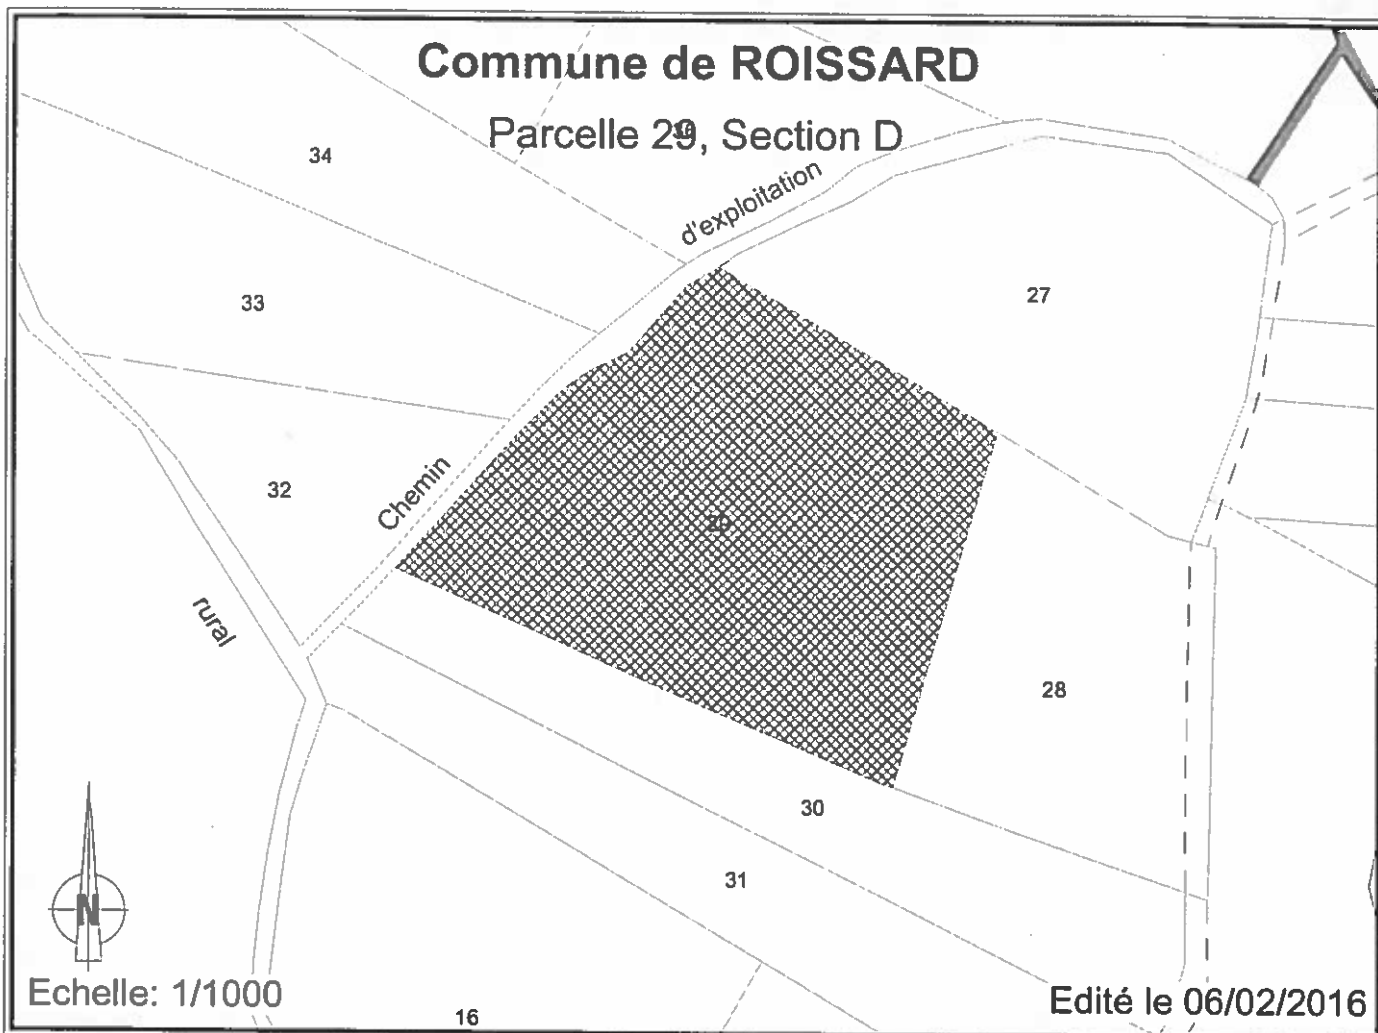 Commune de ROISSARD
Parcelle 29, Section D
34
d'exploitation
33
27
32
Chemin
29
rural
28
30
31
N
Echelle: 1/1000
16
Edité le 06/02/2016